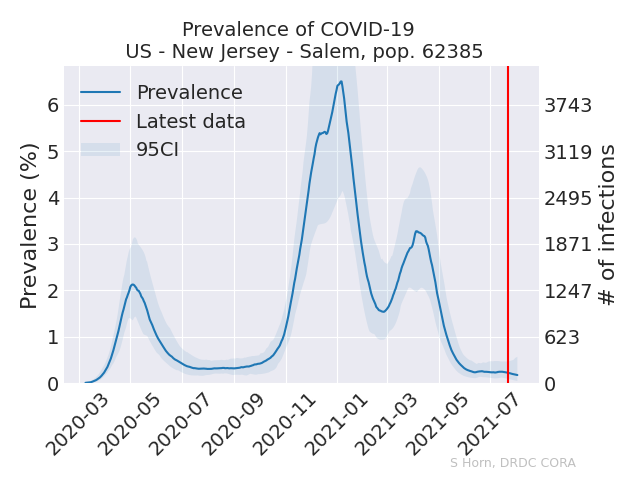 Prevalence of COVID-19
US - New Jersey - Salem, pop. 62385
Prevalence
Latest data
95CI
Prevalence (%)
6
5
4
3
2
1
0
3743
3119
2495
1871
1247
623
0
# of infections
2020-03
2020-05
2020-07
2020-09
2020-11
2021-01
2021-03
2021-05
2021-07
S Horn, DRDC CORA